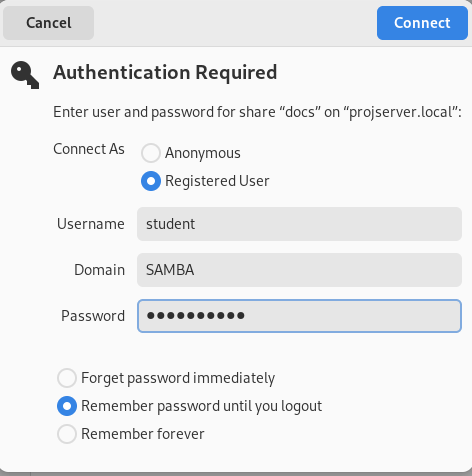 Cancel Connect
Authentication Required
Enter user and password for share “docs” on “projserver.local”:
Connect As Anonymous
Registered User
Username student
Domain SAMBA
Password ●●●●●●●●●●
Forget password immediately
Remember password until you logout
Remember forever